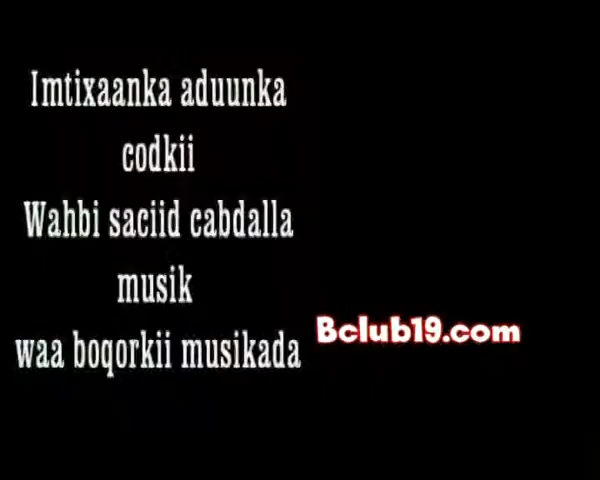 Imtixaanka aduunka
codkii
Wahbi saciid cabdalla
musik
waa boqorkii musikada
Bclub19.com